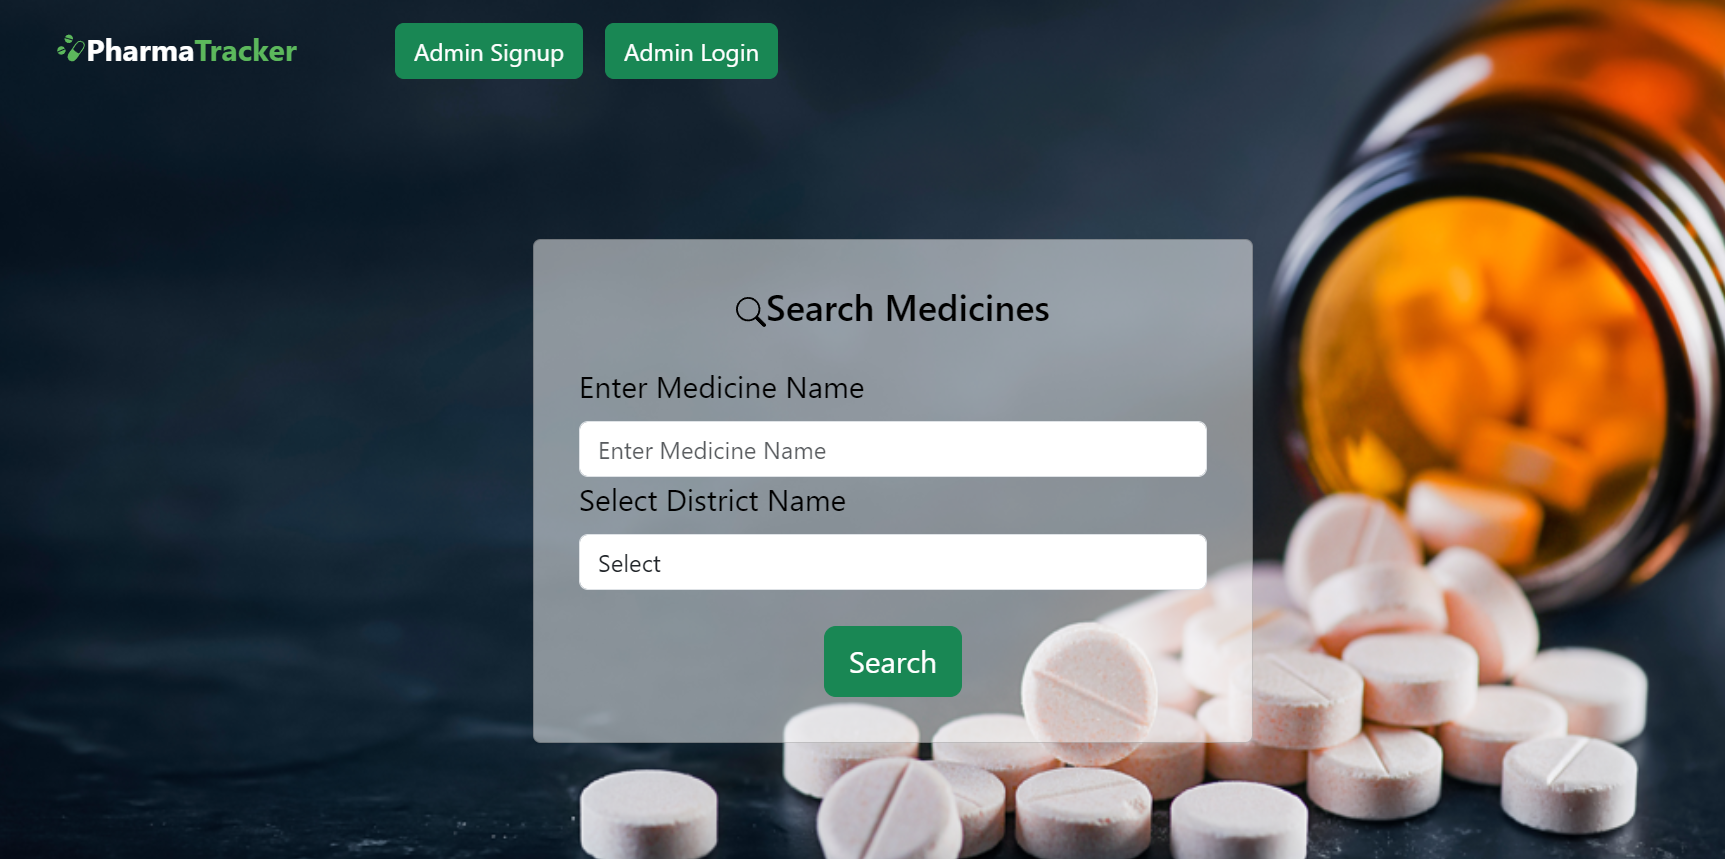 PharmaTracker
Admin Signup
Admin Login
Search Medicines
Enter Medicine Name
Enter Medicine Name
Select District Name
Select
Search